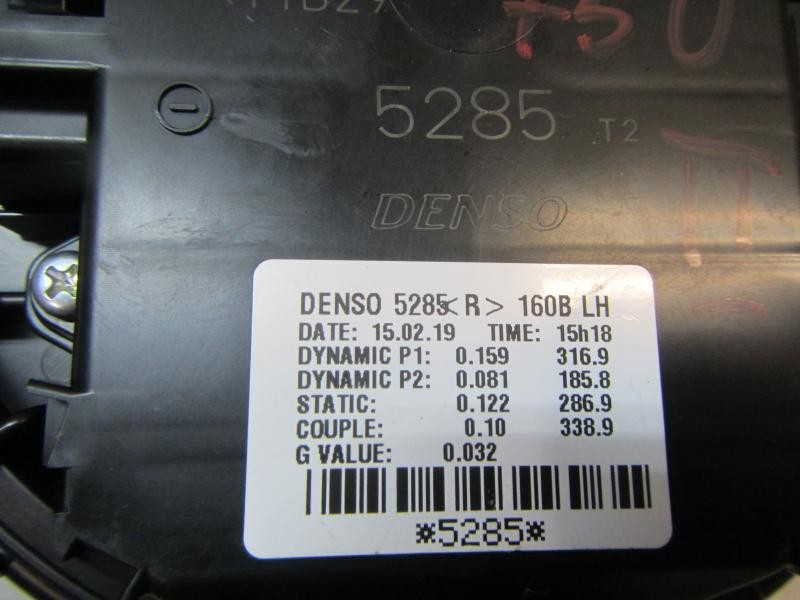 5285 T2
DENSO
DENSO 5285<R> 160B LH
DATE: 15.02.19 TIME: 15h18
DYNAMIC P1: 0.159 316.9
DYNAMIC P2: 0.081 185.8
STATIC: 0.122 286.9
COUPLE: 0.10 338.9
G VALUE: 0.032
*5285*